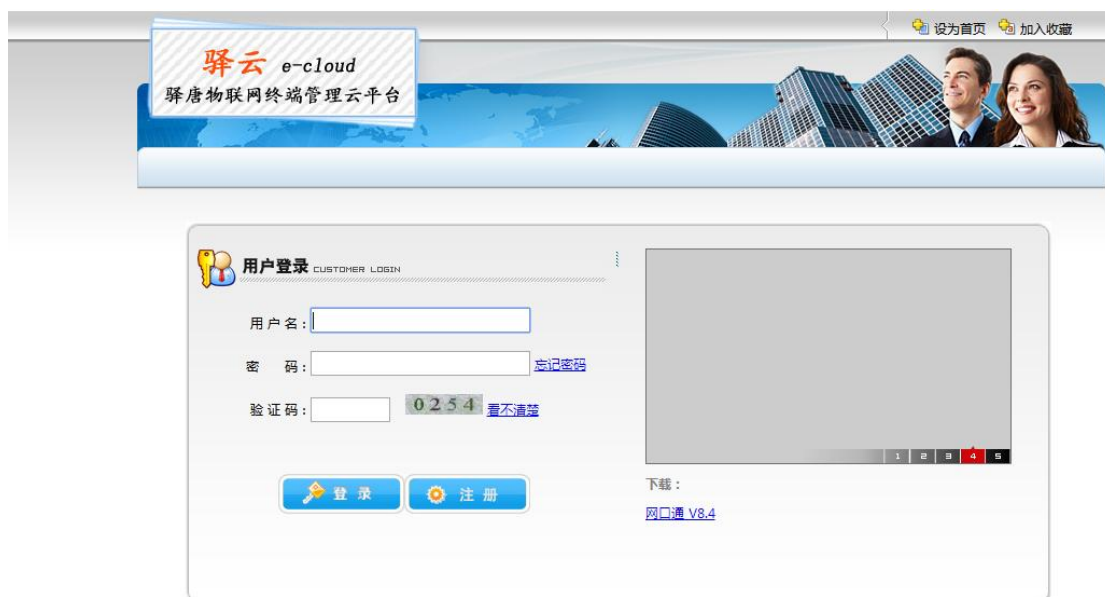 设为首页 加入收藏
驿云 e-cloud
驿唐物联网终端管理云平台
用户登录 CUSTOMER LOGIN
用户名:
密 码: 忘记密码
验证码: 0254 看不清楚
登录 注册
1 2 3 4 5
下载:
网口通 V8.4